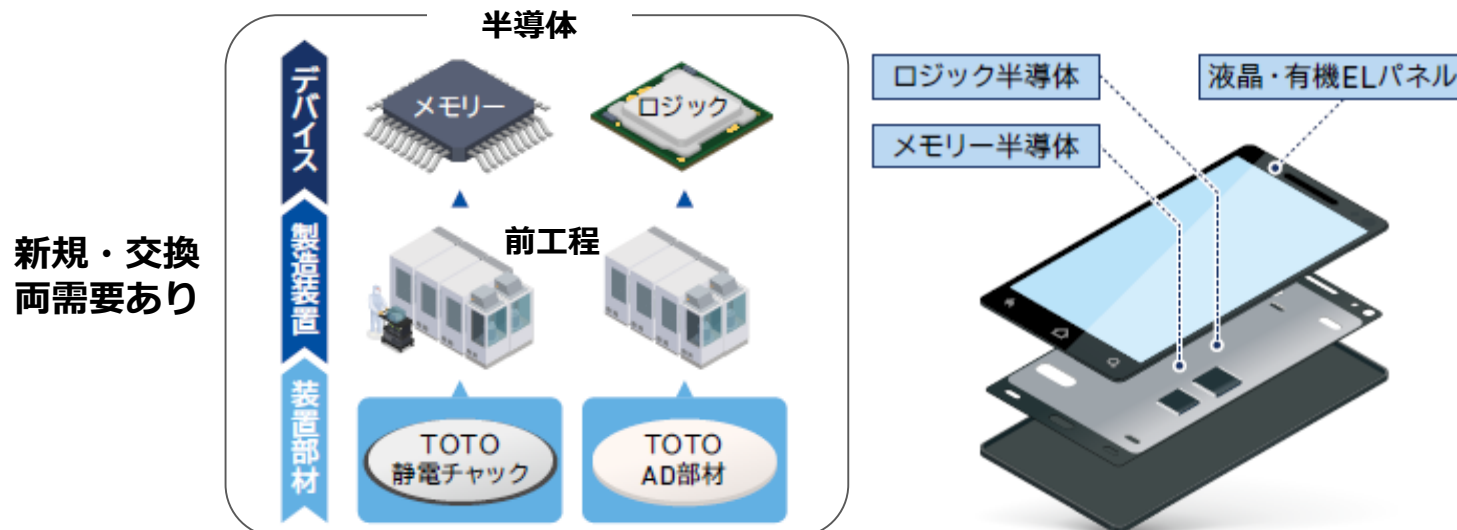 半導体
デバイス
メモリー
ロジック
製造装置
前工程
装置部材
TOTO
静電チャック
TOTO
AD部材
新規・交換
両需要あり
ロジック半導体
液晶・有機ELパネル
メモリー半導体